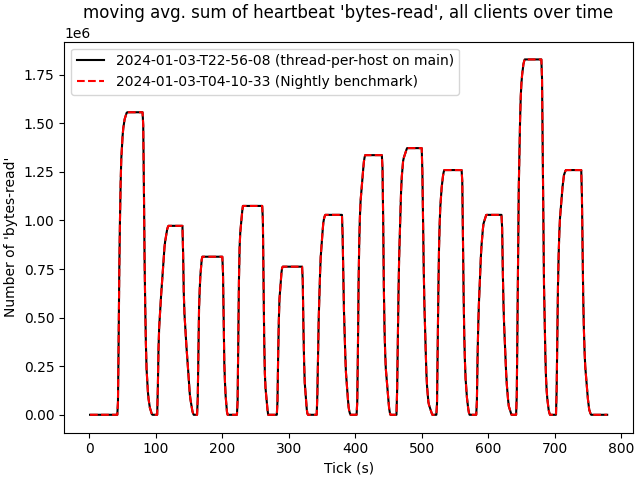 moving avg. sum of heartbeat 'bytes-read', all clients over time
1e6
2024-01-03-T22-56-08 (thread-per-host on main)
2024-01-03-T04-10-33 (Nightly benchmark)
Number of 'bytes-read'
1.75
1.50
1.25
1.00
0.75
0.50
0.25
0.00
0 100 200 300 400 500 600 700 800
Tick (s)